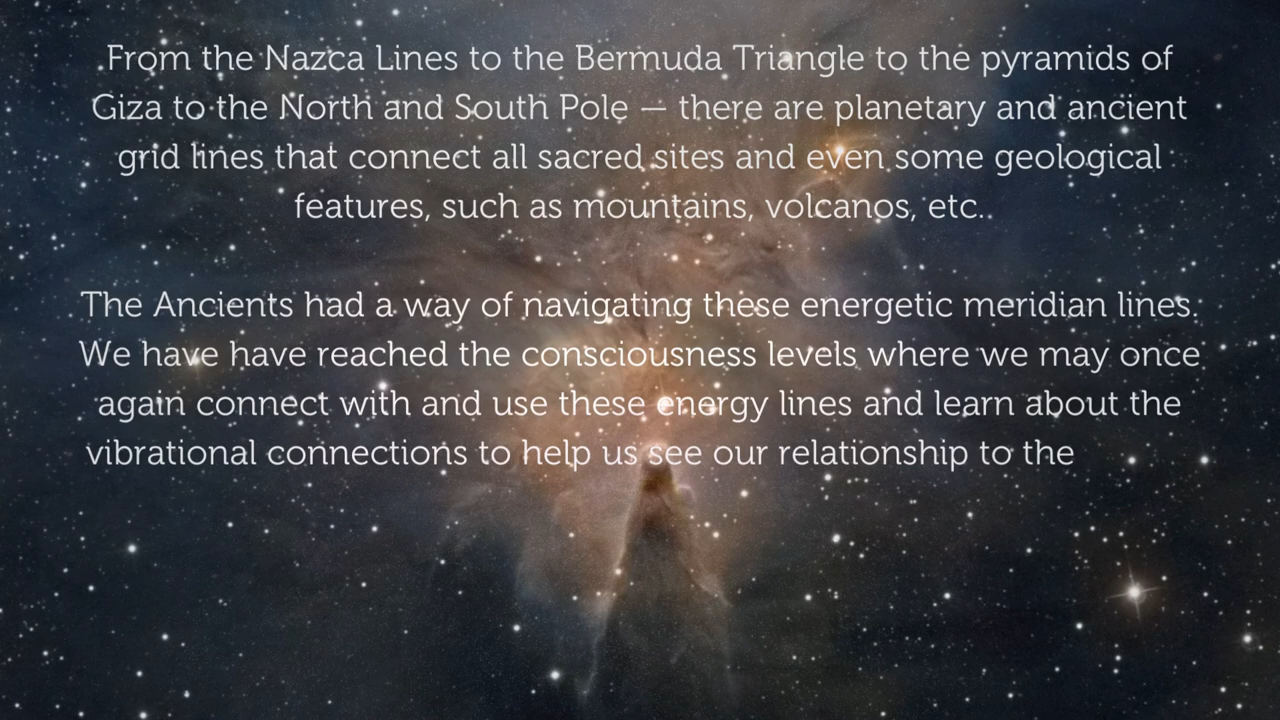 From the Nazca Lines to the Bermuda Triangle to the pyramids of
Giza to the North and South Pole — there are planetary and ancient
grid lines that connect all sacred sites and even some geological
features, such as mountains, volcanos, etc..
The Ancients had a way of navigating these energetic meridian lines.
We have have reached the consciousness levels where we may once
again connect with and use these energy lines and learn about the
vibrational connections to help us see our relationship to the